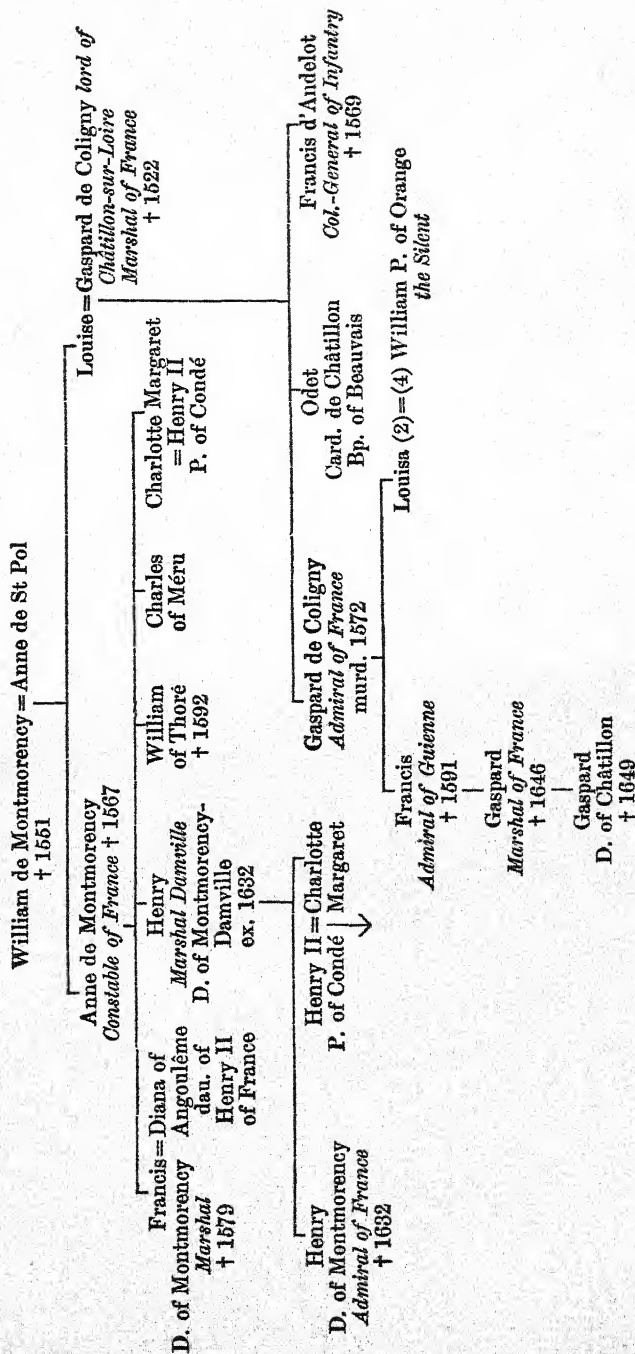 William de Montmorency=Anne de St Pol
† 1551
Anne de Montmorency
Constable of France † 1567
Louise=Gaspard de Coligny lord of
Châtillon-sur-Loire
Marshal of France
† 1522
Francis=Diana of
D. of Montmorency Angoulême
Marshal dau. of
† 1579 Henry II
of France
Henry
Marshal Damville
D. of Montmorency-
Damville
ex. 1632
William
of Thoré
† 1592
Charles
of Méru
Charlotte Margaret
=Henry II
P. of Condé
Henry
D. of Montmorency
Admiral of France
† 1632
Henry II=Charlotte
P. of Condé Margaret
Gaspard de Coligny
Admiral of France
murd. 1572
Odet
Card. de Châtillon
Bp. of Beauvais
Francis d'Andelot
Col.-General of Infantry
† 1569
Francis
Admiral of Guienne
† 1591
Louisa (2)=(4) William P. of Orange
the Silent
Gaspard
Marshal of France
† 1646
Gaspard
D. of Châtillon
† 1649